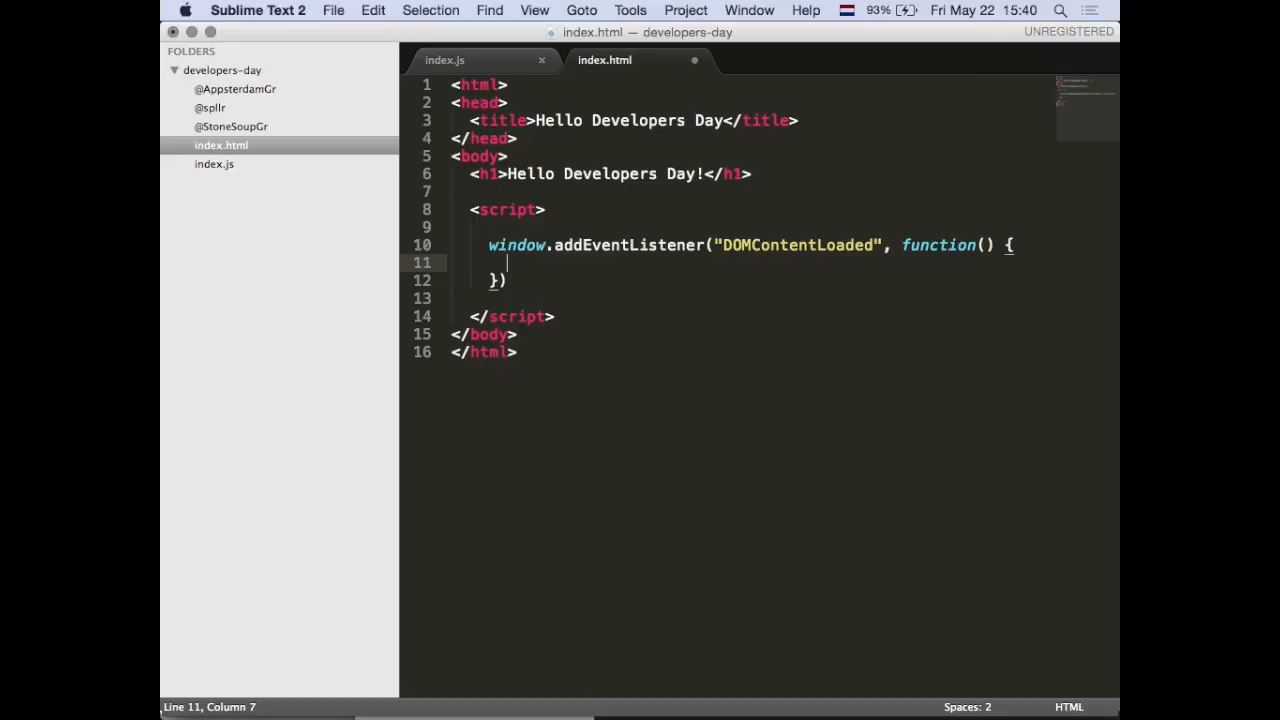 Sublime Text 2 File Edit Selection Find View Goto Tools Project Window Help 93% Fri May 22 15:40
index.html — developers-day UNREGISTERED
FOLDERS
developers-day
@AppsterdamGr
@spllr
@StoneSoupGr
index.html
index.js
index.js index.html
1 <html>
2 <head>
3 <title>Hello Developers Day</title>
4 </head>
5 <body>
6 <h1>Hello Developers Day!</h1>
7
8 <script>
9
10 window.addEventListener("DOMContentLoaded", function() {
11
12 })
13
14 </script>
15 </body>
16 </html>
Line 11, Column 7 Spaces: 2 HTML